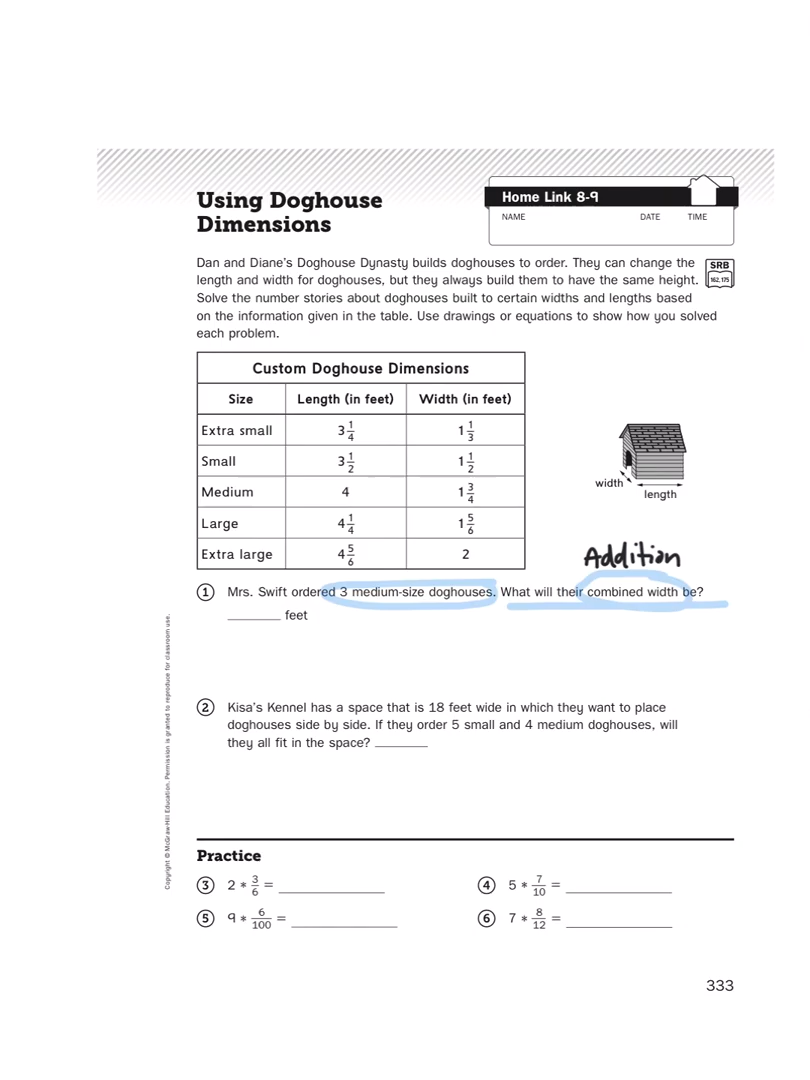 Using Doghouse
Dimensions
Home Link 8-9
NAME DATE TIME
Dan and Diane's Doghouse Dynasty builds doghouses to order. They can change the
length and width for doghouses, but they always build them to have the same height.
Solve the number stories about doghouses built to certain widths and lengths based
on the information given in the table. Use drawings or equations to show how you solved
each problem.
SRB
162, 175
Custom Doghouse Dimensions
Size Length (in feet) Width (in feet)
Extra small 3 1/4 1 1/3
Small 3 1/2 1 1/2
Medium 4 1 3/4
Large 4 1/4 1 5/6
Extra large 4 5/6 2
width
length
Addition
1 Mrs. Swift ordered 3 medium-size doghouses. What will their combined width be?
________ feet
2 Kisa's Kennel has a space that is 18 feet wide in which they want to place
doghouses side by side. If they order 5 small and 4 medium doghouses, will
they all fit in the space? ________
Practice
3 2 * 3/6 = ________
4 5 * 7/10 = ________
5 9 * 6/100 = ________
6 7 * 8/12 = ________
Copyright © McGraw-Hill Education. Permission is granted to reproduce for classroom use.
333